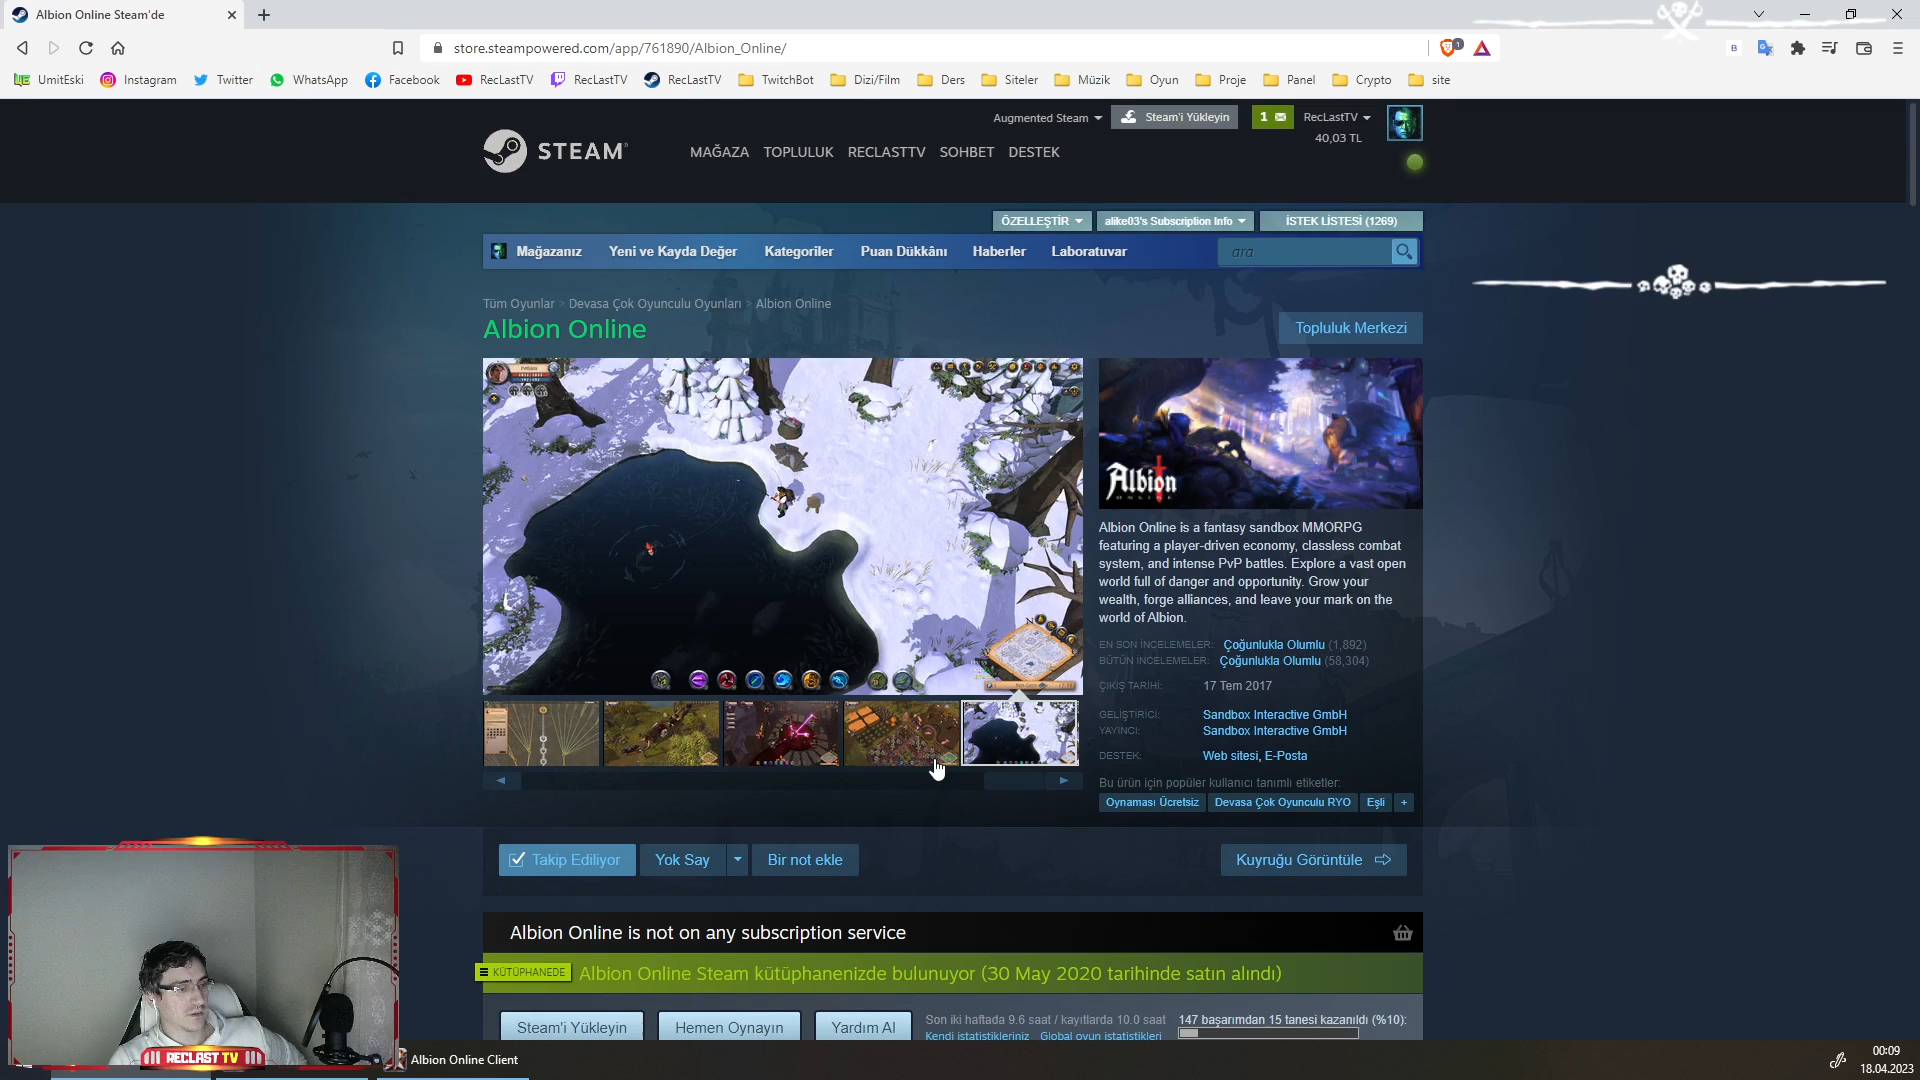 Albion Online Steam'de
store.steampowered.com/app/761890/Albion_Online/
1
B
UmitEski
Instagram
Twitter
WhatsApp
Facebook
RecLastTV
RecLastTV
RecLastTV
TwitchBot
Dizi/Film
Ders
Siteler
Müzik
Oyun
Proje
Panel
Crypto
site
Augmented Steam
Steam'i Yükleyin
1
RecLastTV
40,03 TL
STEAM
MAĞAZA
TOPLULUK
RECLASTTV
SOHBET
DESTEK
ÖZELLEŞTİR
alike03's Subscription Info
İSTEK LİSTESİ (1269)
Mağazanız
Yeni ve Kayda Değer
Kategoriler
Puan Dükkânı
Haberler
Laboratuvar
ara
Tüm Oyunlar > Devasa Çok Oyunculu Oyunları > Albion Online
Albion Online
Topluluk Merkezi
Albion
ONLINE
Albion Online is a fantasy sandbox MMORPG
featuring a player-driven economy, classless combat
system, and intense PvP battles. Explore a vast open
world full of danger and opportunity. Grow your
wealth, forge alliances, and leave your mark on the
world of Albion.
EN SON İNCELEMELER: Çoğunlukla Olumlu (1,892)
BÜTÜN İNCELEMELER: Çoğunlukla Olumlu (58,304)
ÇIKIŞ TARİHİ: 17 Tem 2017
GELİŞTİRİCİ: Sandbox Interactive GmbH
YAYINCI: Sandbox Interactive GmbH
DESTEK: Web sitesi, E-Posta
Bu ürün için popüler kullanıcı tanımlı etiketler:
Oynaması Ücretsiz
Devasa Çok Oyunculu RYO
Eşli
+
Takip Ediliyor
Yok Say
Bir not ekle
Kuyruğu Görüntüle
Albion Online is not on any subscription service
KÜTÜPHANEDE
Albion Online Steam kütüphanenizde bulunuyor (30 May 2020 tarihinde satın alındı)
Steam'i Yükleyin
Hemen Oynayın
Yardım Al
Son iki haftada 9.6 saat / kayıtlarda 10.0 saat
Kendi istatistikleriniz
Global oyun istatistikleri
147 başarımdan 15 tanesi kazanıldı (%10):
RECLAST TV
Albion Online Client
00:09
18.04.2023